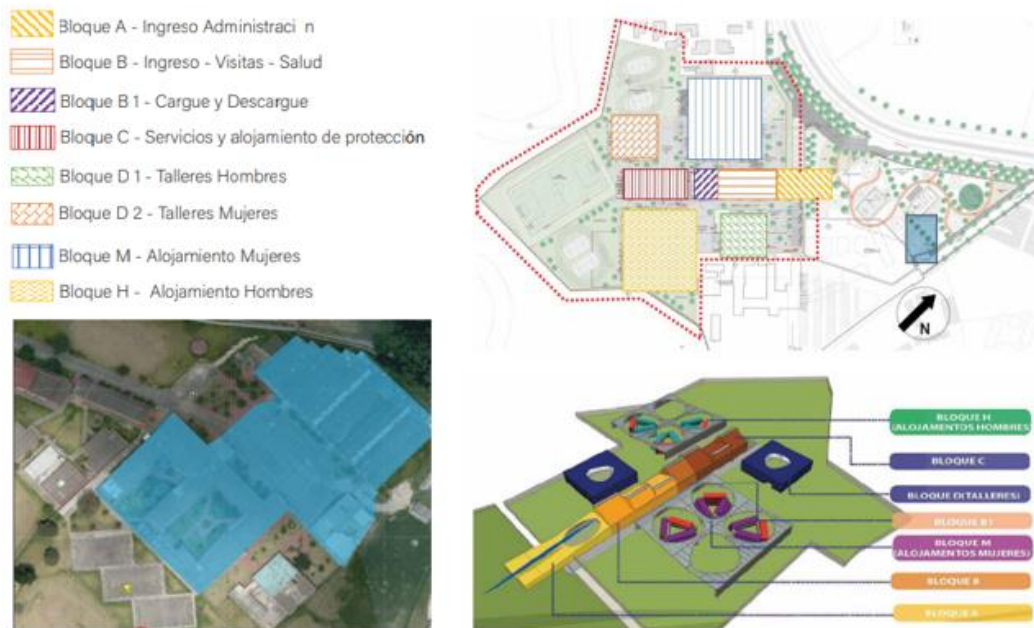 Bloque A - Ingreso Administraci n
Bloque B - Ingreso - Visitas - Salud
Bloque B 1 - Cargue y Descargue
Bloque C - Servicios y alojamiento de protección
Bloque D 1 - Talleres Hombres
Bloque D 2 - Talleres Mujeres
Bloque M - Alojamiento Mujeres
Bloque H - Alojamiento Hombres
N
BLOQUE H
(ALOJAMENTOS HOMBRES
BLOQUE C
BLOQUE D(TALLERES)
BLOQUE B1
BLOQUE M
(ALOJAMIENTOS MUJERES)
BLOQUE B
BLOQUE A